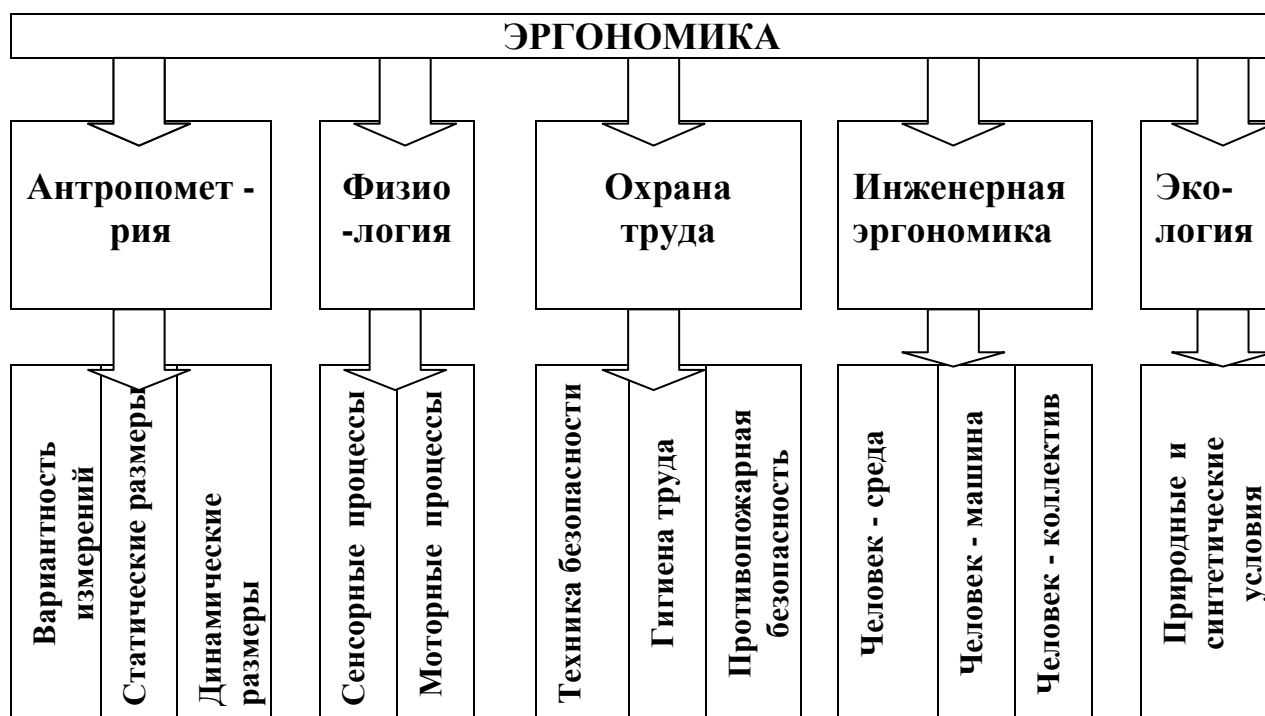 ЭРГОНОМИКА
Антропомет -
рия
Физио
-логия
Охрана
труда
Инженерная
эргономика
Эко-
логия
Вариантность
измерений
Статические размеры
Динамические
размеры
Сенсорные процессы
Моторные процессы
Техника безопасности
Гигиена труда
Противопожарная
безопасность
Человек - среда
Человек - машина
Человек - коллектив
Природные и
синтетические
условия